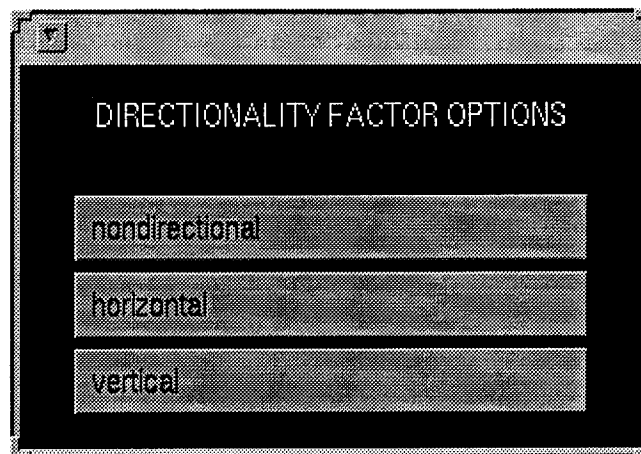 DIRECTIONALITY FACTOR OPTIONS
nondirectional
horizontal
vertical